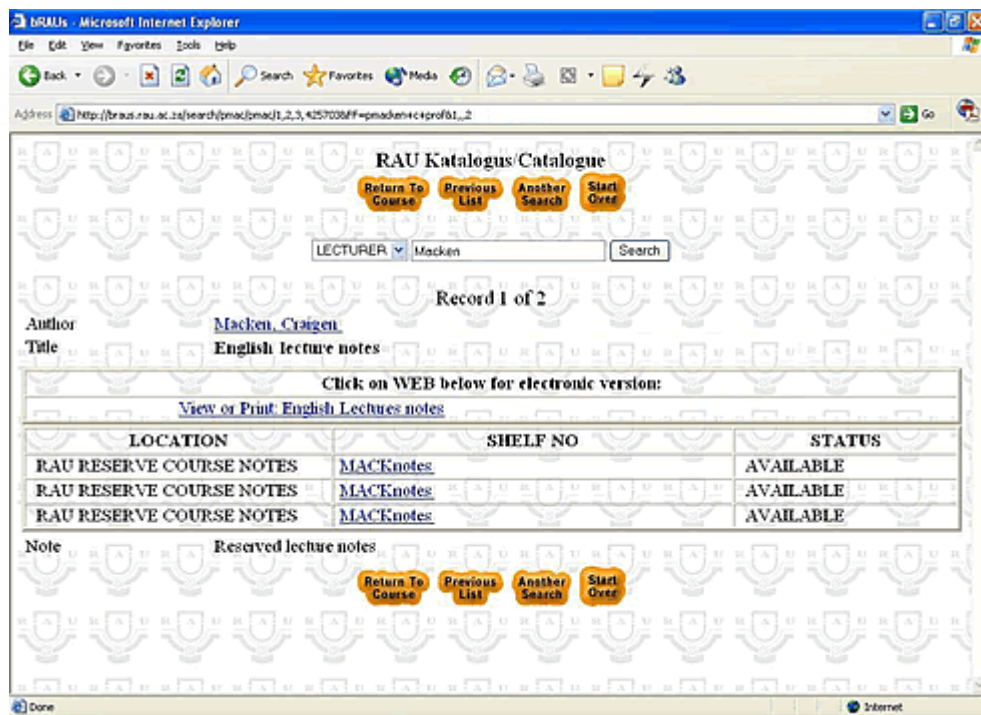 bRAUs - Microsoft Internet Explorer
File Edit View Favorites Tools Help
Back Search Favorites Media
Address http://braus.rau.ac.za/search/pmac/pmac/1,2,3,4257038FF=pmacken+c+prof&1,,2 Go
RAU Katalogus/Catalogue
Return To Course Previous List Another Search Start Over
LECTURER Macken Search
Record 1 of 2
Author Macken, Craigen
Title English lecture notes
Click on WEB below for electronic version:
View or Print: English Lectures notes
LOCATION SHELF NO STATUS
RAU RESERVE COURSE NOTES MACKnotes AVAILABLE
RAU RESERVE COURSE NOTES MACKnotes AVAILABLE
RAU RESERVE COURSE NOTES MACKnotes AVAILABLE
Note Reserved lecture notes
Return To Course Previous List Another Search Start Over
Done Internet